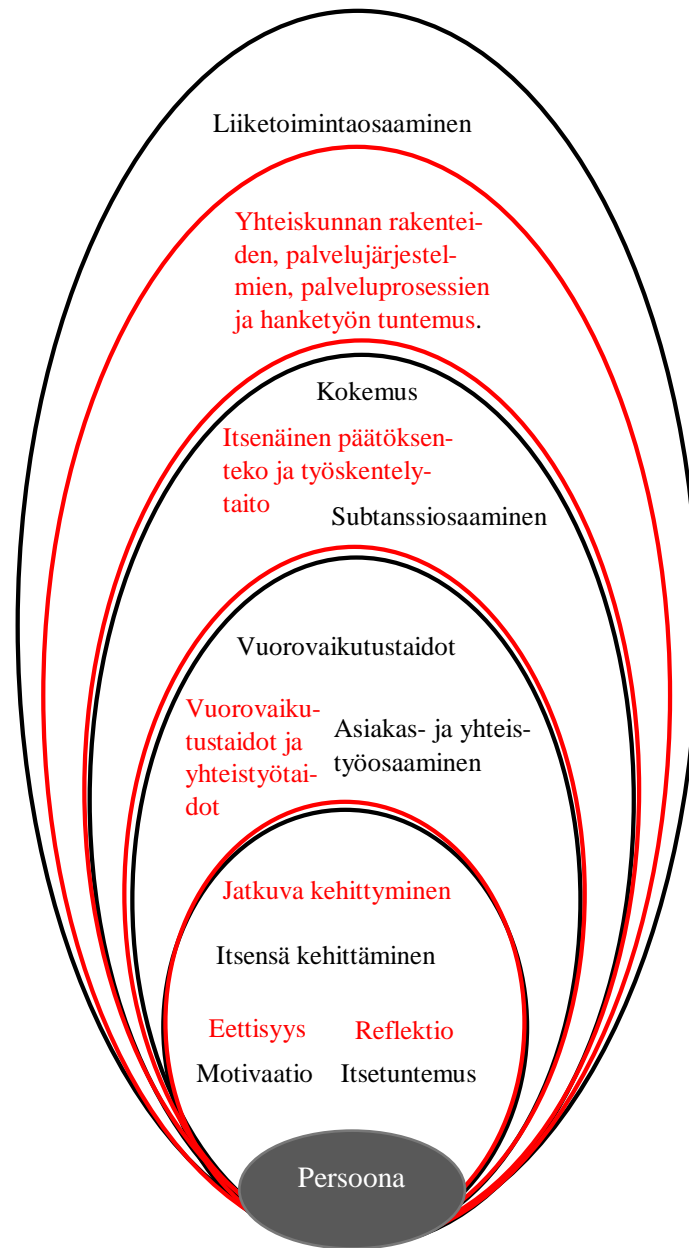 Liiketoimintaosaaminen
Yhteiskunnan rakentei-
den, palvelujärjestel-
mien, palveluprosessien
ja hanketyön tuntemus.
Kokemus
Itsenäinen päätöksen-
teko ja työskentely-
taito
Subtanssiosaaminen
Vuorovaikutustaidot
Vuorovaiku-
tustaidot ja
yhteistyötai-
dot
Asiakas- ja yhteis-
työosaaminen
Jatkuva kehittyminen
Itsensä kehittäminen
Eettisyys Reflektio
Motivaatio Itsetuntemus
Persoona